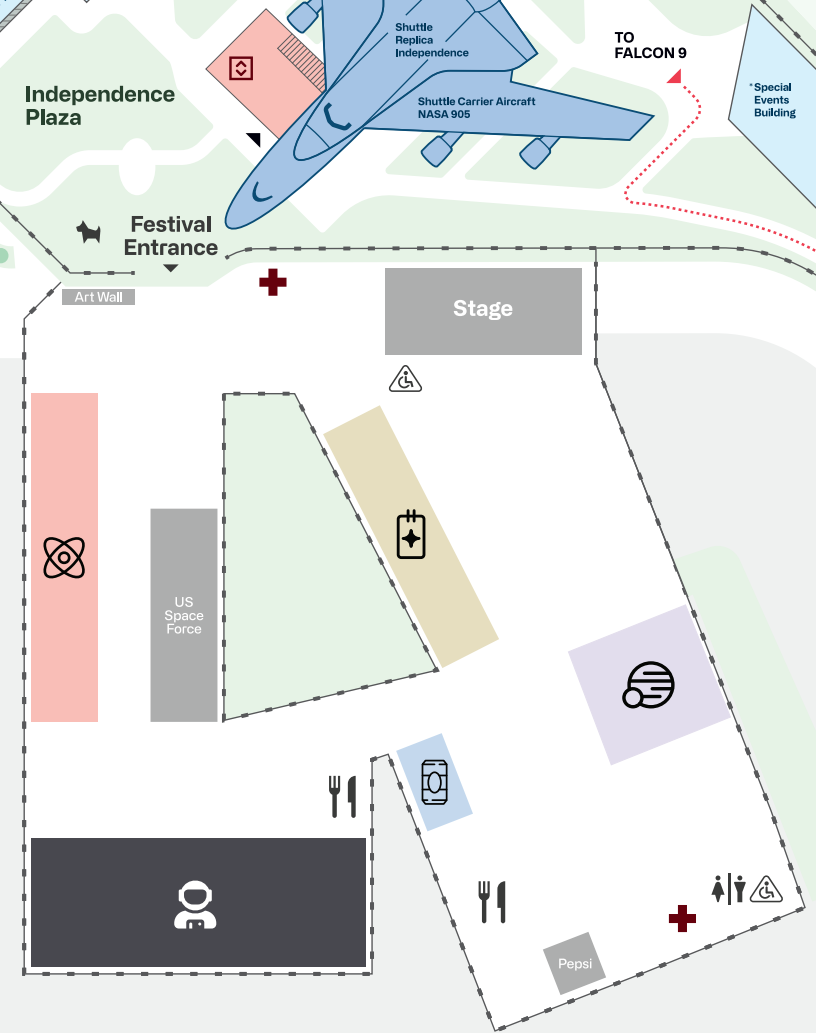 Shuttle
Replica
Independence
TO
FALCON 9
Independence
Plaza
Shuttle Carrier Aircraft
NASA 905
*Special
Events
Building
Festival
Entrance
Art Wall
Stage
US
Space
Force
Pepsi